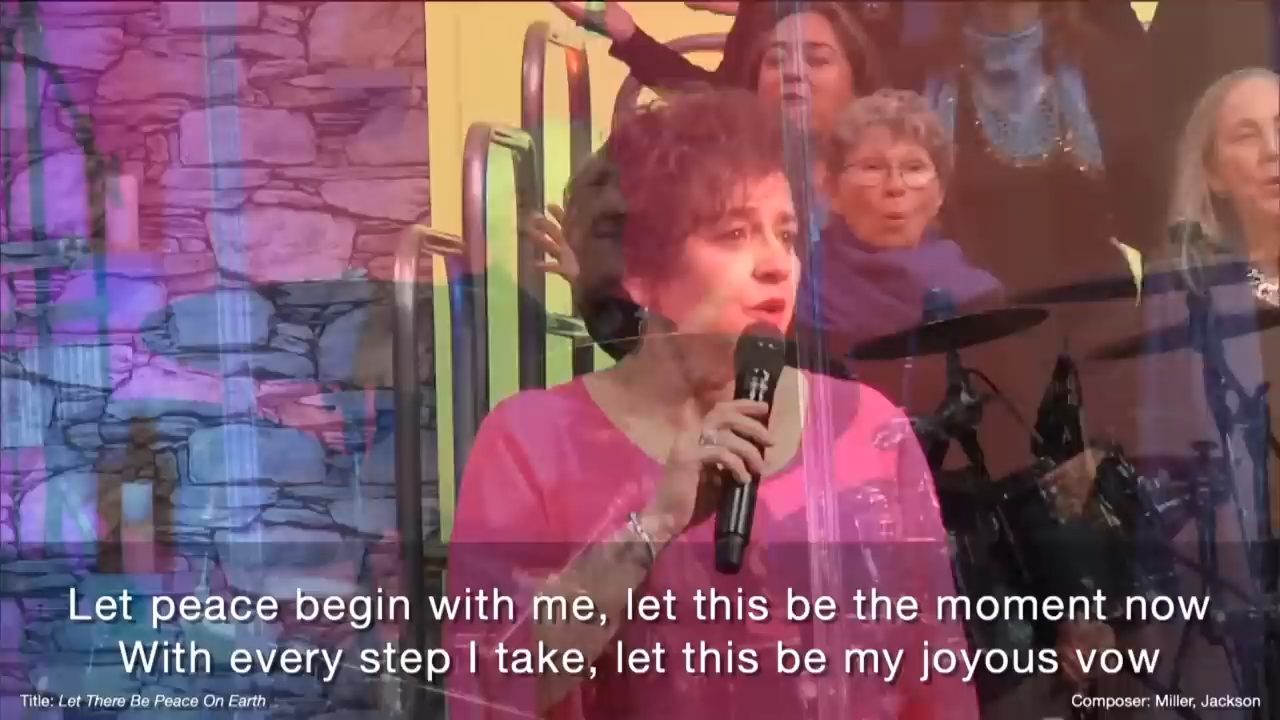 Let peace begin with me, let this be the moment now
With every step I take, let this be my joyous vow
Title: Let There Be Peace On Earth
Composer: Miller, Jackson